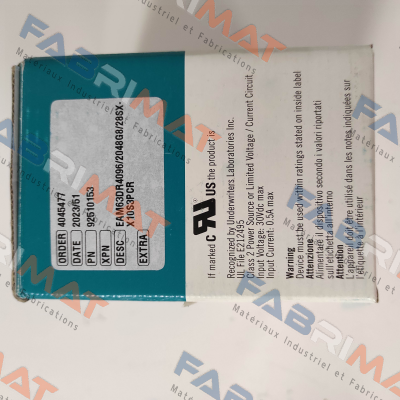 ORDER 4045477
DATE 2023/51
PN 92510153
XPN
DESC EAM63DR4096/2048G8/28SX-
X10S3PCR
EXTRA
If marked C UR US the product is
Recognized by Underwriters Laboratories Inc.
UL File E212495
Class 2 Power Source or Limited Voltage / Current Circuit
Input Voltage: 30Vdc max
Input Current: 0.5A max
Warning
Device must be used within ratings stated on inside label
Attenzione
Alimentare il dispositivo secondo i valori riportati
sull'etichetta all'interno
Attention
L'appareil doit être utilisé dans les notes indiquées sur
l'étiquette à l'intérieur
FABRIMAT
Matériaux Industriel et Fabrications